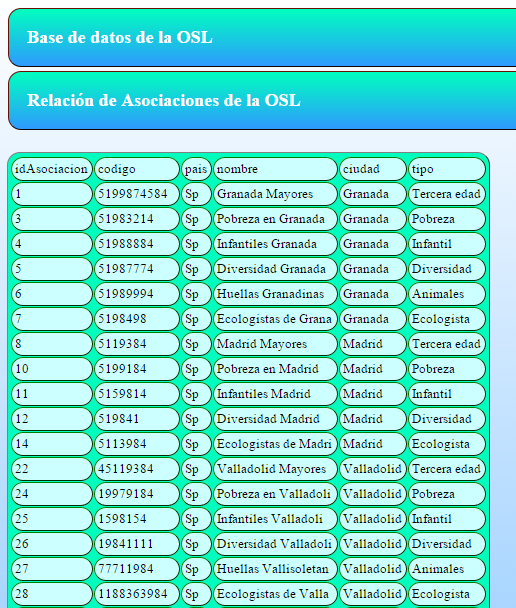 Base de datos de la OSL
Relación de Asociaciones de la OSL
idAsociacion codigo pais nombre ciudad tipo
1 5199874584 Sp Granada Mayores Granada Tercera edad
3 51983214 Sp Pobreza en Granada Granada Pobreza
4 51988884 Sp Infantiles Granada Granada Infantil
5 51987774 Sp Diversidad Granada Granada Diversidad
6 51989994 Sp Huellas Granadinas Granada Animales
7 5198498 Sp Ecologistas de Grana Granada Ecologista
8 5119384 Sp Madrid Mayores Madrid Tercera edad
10 5199184 Sp Pobreza en Madrid Madrid Pobreza
11 5159814 Sp Infantiles Madrid Madrid Infantil
12 519841 Sp Diversidad Madrid Madrid Diversidad
14 5113984 Sp Ecologistas de Madri Madrid Ecologista
22 45119384 Sp Valladolid Mayores Valladolid Tercera edad
24 19979184 Sp Pobreza en Valladoli Valladolid Pobreza
25 1598154 Sp Infantiles Valladoli Valladolid Infantil
26 19841111 Sp Diversidad Valladoli Valladolid Diversidad
27 77711984 Sp Huellas Vallisoletan Valladolid Animales
28 1188363984 Sp Ecologistas de Valla Valladolid Ecologista